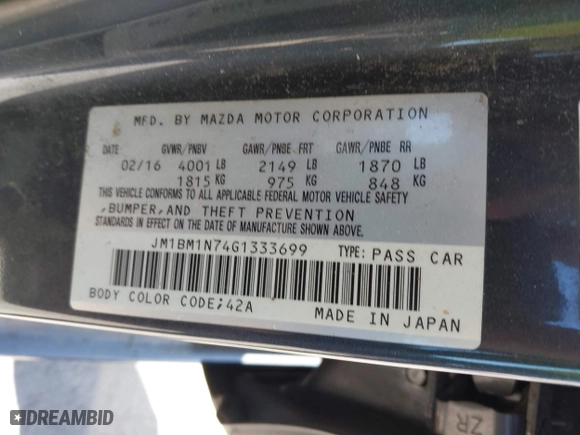 MFD. BY MAZDA MOTOR CORPORATION
DATE: GVWR/PNBV GAWR/PNBE FRT GAWR/PNBE RR
02/16 4001 LB 2149 LB 1870 LB
1815 KG 975 KG 848 KG
THIS VEHICLE CONFORMS TO ALL APPLICABLE FEDERAL MOTOR VEHICLE SAFETY
,BUMPER,AND THEFT PREVENTION
STANDARDS IN EFFECT ON THE DATE OF MANUFACTURE SHOWN ABOVE.
JM1BM1N74G1333699 TYPE: PASS CAR
BODY COLOR CODE;42A MADE IN JAPAN
ZR
DREAMBID